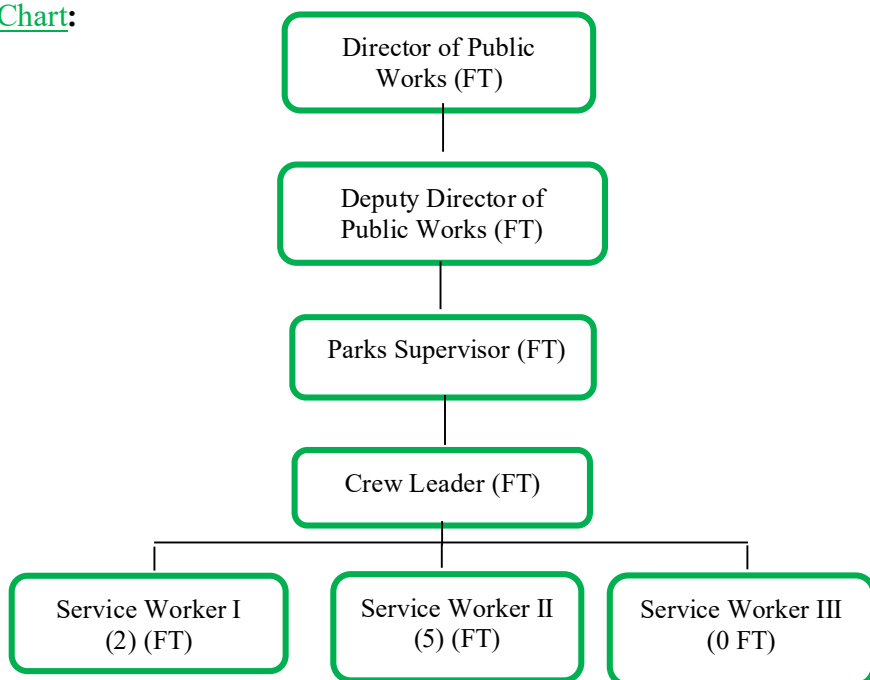 Chart:
Director of Public
Works (FT)
Deputy Director of
Public Works (FT)
Parks Supervisor (FT)
Crew Leader (FT)
Service Worker I
(2) (FT)
Service Worker II
(5) (FT)
Service Worker III
(0 FT)